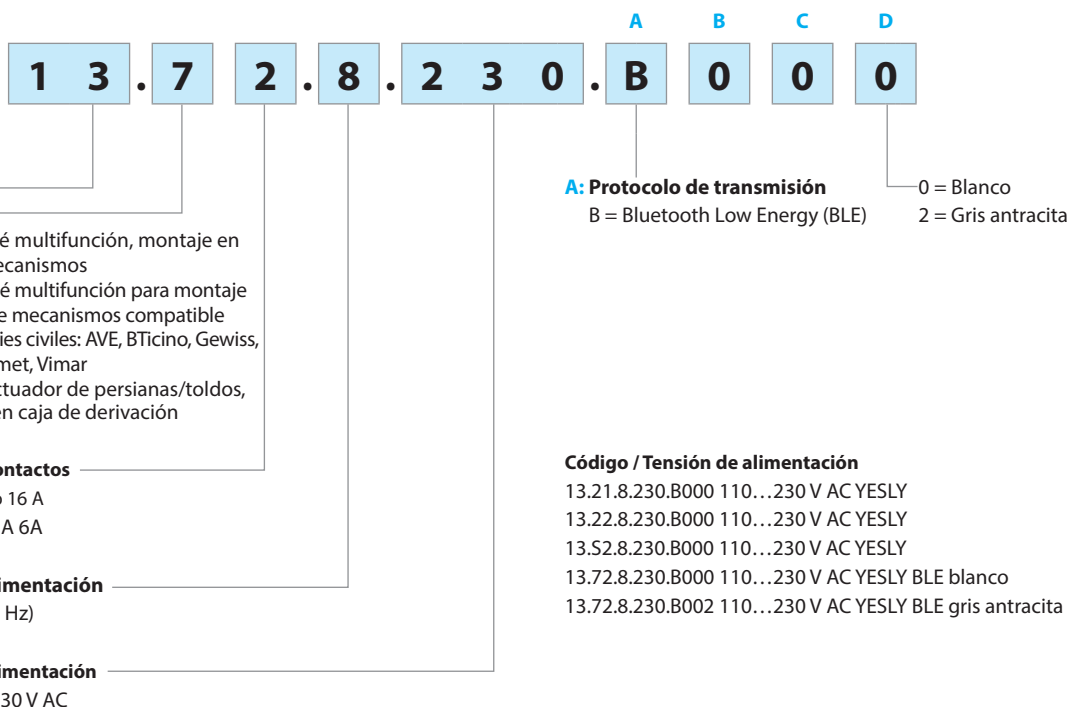 A B C D
1 3 . 7 2 . 8 . 2 3 0 . B 0 0 0
A: Protocolo de transmisión
B = Bluetooth Low Energy (BLE)
0 = Blanco
2 = Gris antracita
é multifunción, montaje en
ecanismos
é multifunción para montaje
e mecanismos compatible
ies civiles: AVE, BTicino, Gewiss,
met, Vimar
ctuador de persianas/toldos,
en caja de derivación
ontactos
o 16 A
A 6A
imentación
Hz)
imentación
30 V AC
Código / Tensión de alimentación
13.21.8.230.B000 110…230 V AC YESLY
13.22.8.230.B000 110…230 V AC YESLY
13.S2.8.230.B000 110…230 V AC YESLY
13.72.8.230.B000 110…230 V AC YESLY BLE blanco
13.72.8.230.B002 110…230 V AC YESLY BLE gris antracita